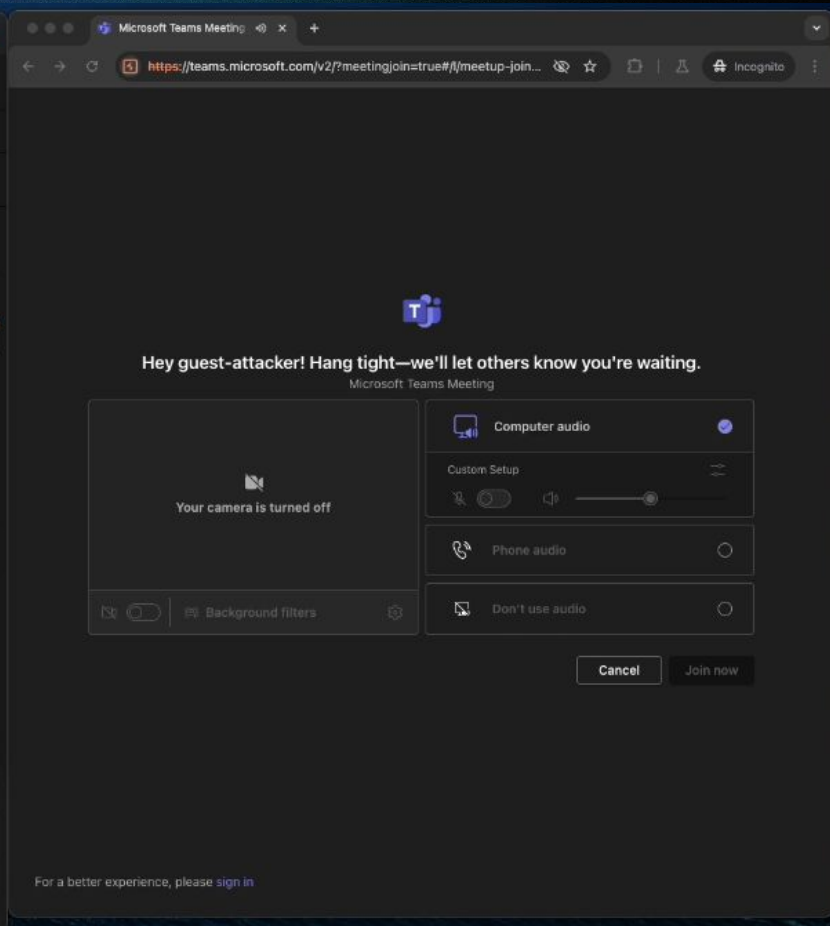 Microsoft Teams Meeting
https://teams.microsoft.com/v2/?meetingjoin=true#/l/meetup-join...
Incognito
T
Hey guest-attacker! Hang tight—we'll let others know you're waiting.
Microsoft Teams Meeting
Computer audio
Custom Setup
Your camera is turned off
Phone audio
Background filters
Don't use audio
Cancel
Join now
For a better experience, please sign in